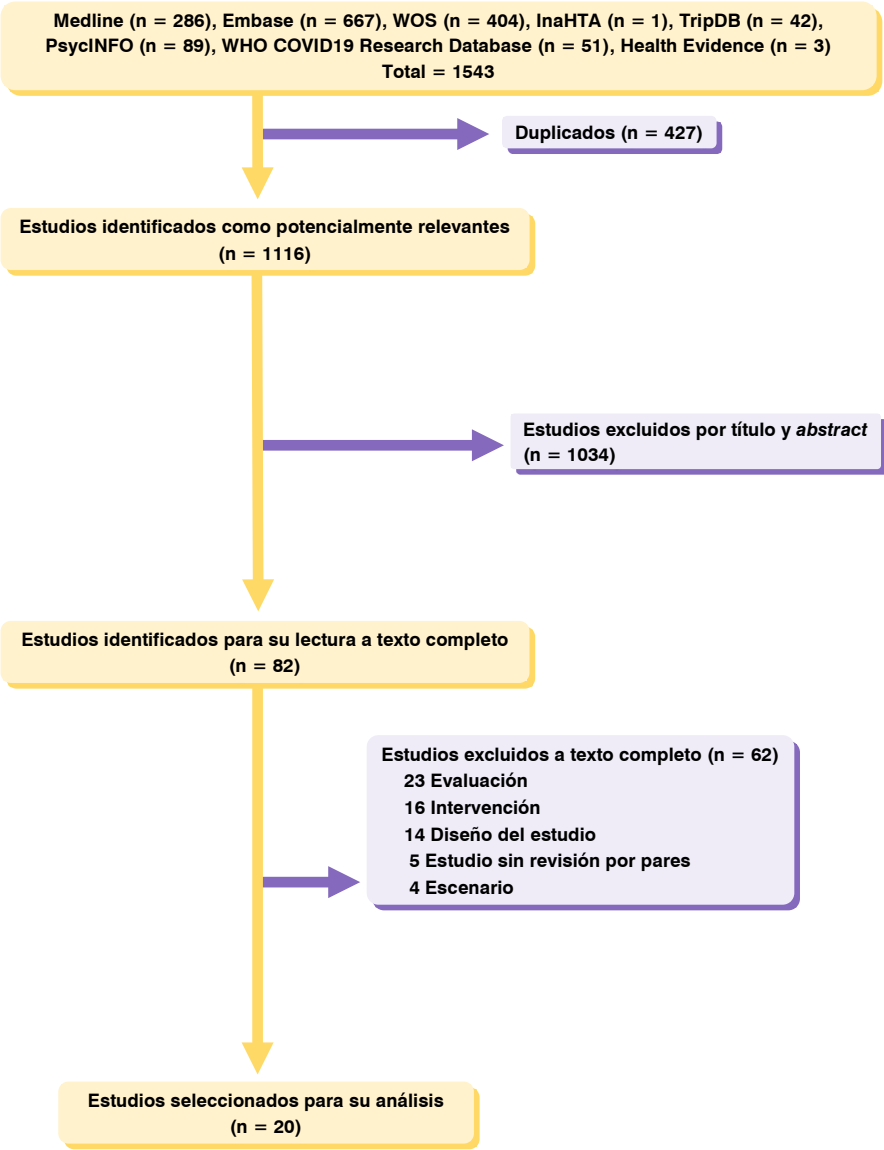 Medline (n = 286), Embase (n = 667), WOS (n = 404), InaHTA (n = 1), TripDB (n = 42),
PsycINFO (n = 89), WHO COVID19 Research Database (n = 51), Health Evidence (n = 3)
Total = 1543
Duplicados (n = 427)
Estudios identificados como potencialmente relevantes
(n = 1116)
Estudios excluidos por título y abstract
(n = 1034)
Estudios identificados para su lectura a texto completo
(n = 82)
Estudios excluidos a texto completo (n = 62)
23 Evaluación
16 Intervención
14 Diseño del estudio
5 Estudio sin revisión por pares
4 Escenario
Estudios seleccionados para su análisis
(n = 20)